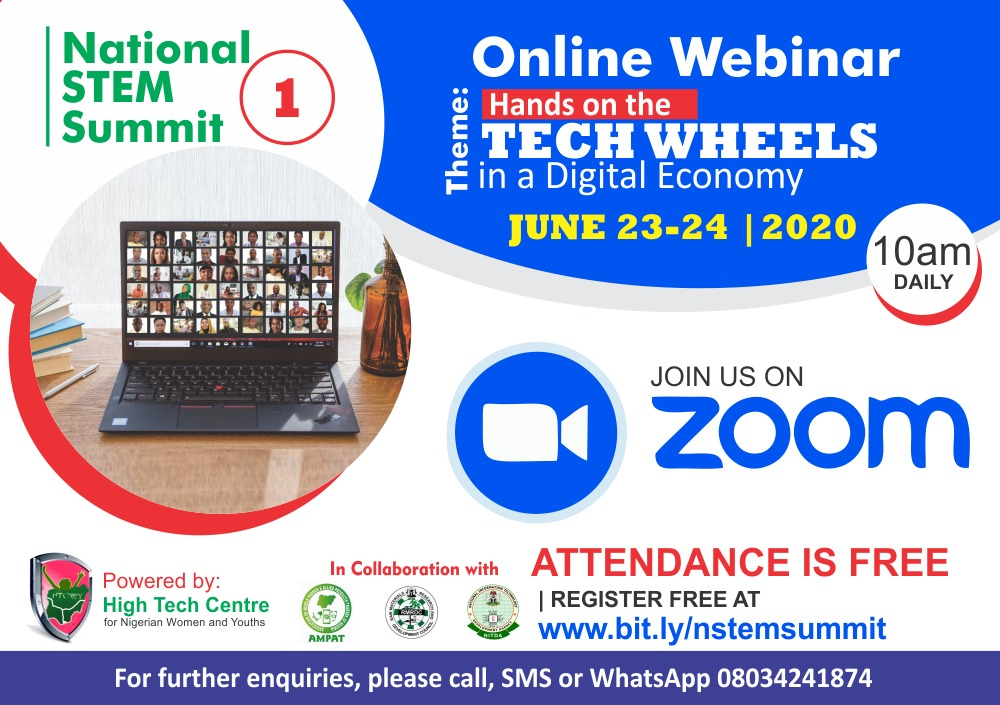 National
STEM
Summit
1
Online Webinar
Theme:
Hands on the
TECH WHEELS
in a Digital Economy
JUNE 23-24 | 2020
10am
DAILY
JOIN US ON
zoom
Powered by:
High Tech Centre
for Nigerian Women and Youths
In Collaboration with
AMPAT
RMRDC
NITDA
ATTENDANCE IS FREE
| REGISTER FREE AT
www.bit.ly/nstemsummit
For further enquiries, please call, SMS or WhatsApp 08034241874